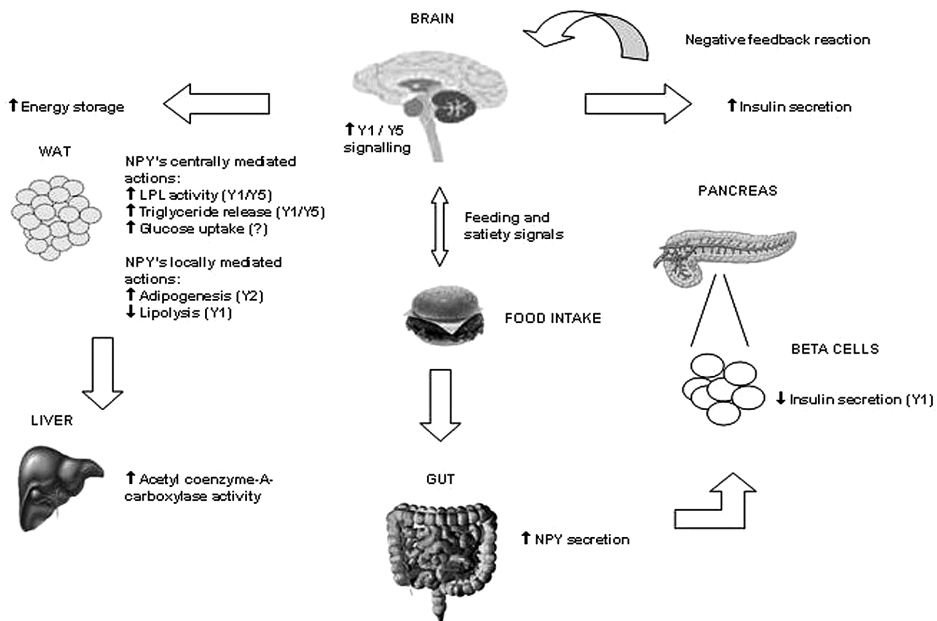 BRAIN
Negative feedback reaction
↑ Energy storage
↑ Y1 / Y5
signalling
↑ Insulin secretion
WAT
NPY's centrally mediated
actions:
↑ LPL activity (Y1/Y5)
↑ Triglyceride release (Y1/Y5)
↑ Glucose uptake (?)
NPY's locally mediated
actions:
↑ Adipogenesis (Y2)
↓ Lipolysis (Y1)
Feeding and
satiety signals
PANCREAS
FOOD INTAKE
BETA CELLS
↓ Insulin secretion (Y1)
LIVER
↑ Acetyl coenzyme-A-
carboxylase activity
GUT
↑ NPY secretion